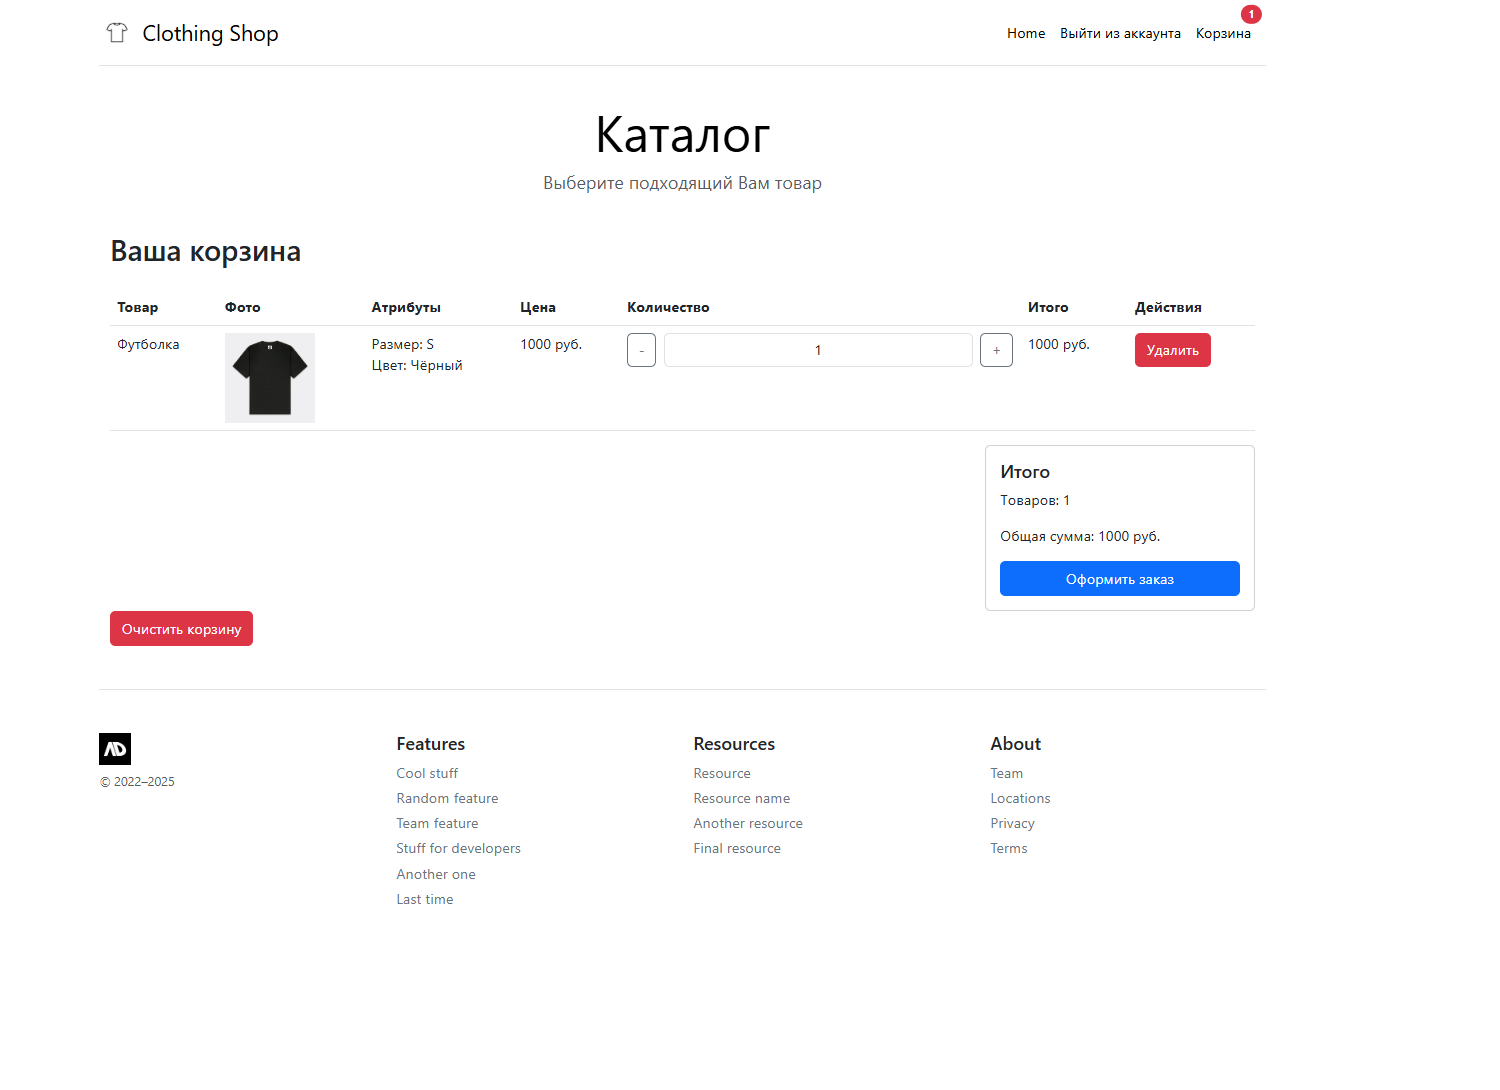 Clothing Shop
Home Выйти из аккаунта Корзина 1
Каталог
Выберите подходящий Вам товар
Ваша корзина
Товар Фото Атрибуты Цена Количество Итого Действия
Футболка Размер: S 1000 руб. - 1 + 1000 руб. Удалить
Цвет: Чёрный
Итого
Товаров: 1
Общая сумма: 1000 руб.
Оформить заказ
Очистить корзину
AD
© 2022–2025
Features
Cool stuff
Random feature
Team feature
Stuff for developers
Another one
Last time
Resources
Resource
Resource name
Another resource
Final resource
About
Team
Locations
Privacy
Terms